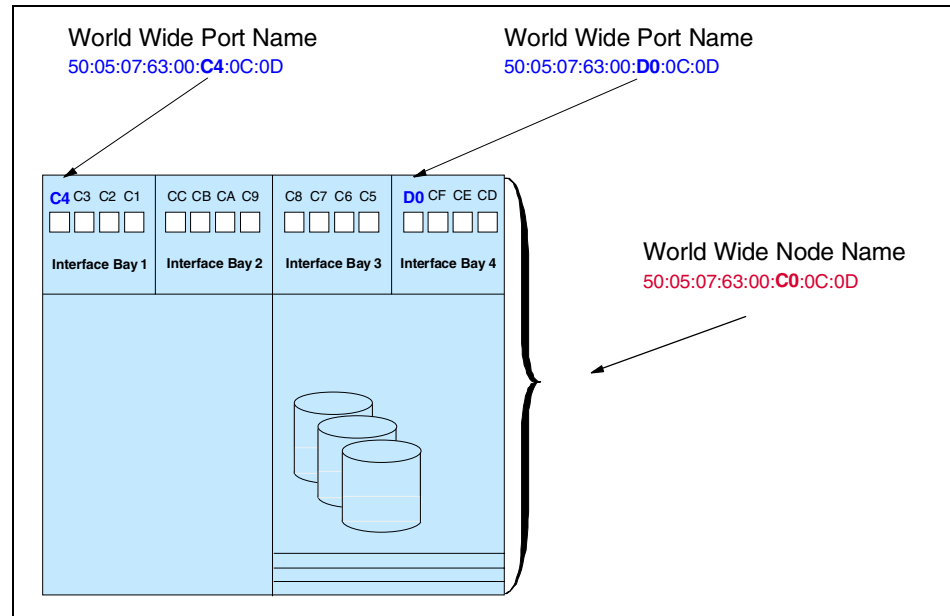 World Wide Port Name
50:05:07:63:00:C4:0C:0D
World Wide Port Name
50:05:07:63:00:D0:0C:0D
C4 C3 C2 C1
CC CB CA C9
C8 C7 C6 C5
D0 CF CE CD
Interface Bay 1
Interface Bay 2
Interface Bay 3
Interface Bay 4
World Wide Node Name
50:05:07:63:00:C0:0C:0D